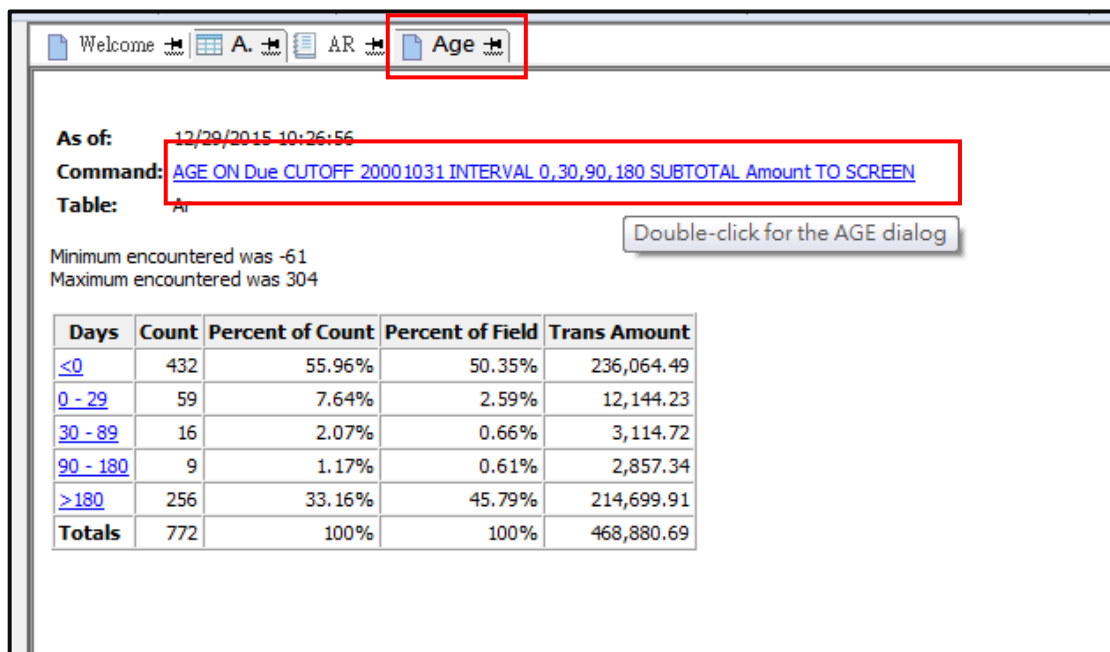 Welcome A. AR Age
As of: 12/29/2015 10:26:56
Command: AGE ON Due CUTOFF 20001031 INTERVAL 0,30,90,180 SUBTOTAL Amount TO SCREEN
Table: Ar
Double-click for the AGE dialog
Minimum encountered was -61
Maximum encountered was 304
Days Count Percent of Count Percent of Field Trans Amount
<0 432 55.96% 50.35% 236,064.49
0 - 29 59 7.64% 2.59% 12,144.23
30 - 89 16 2.07% 0.66% 3,114.72
90 - 180 9 1.17% 0.61% 2,857.34
>180 256 33.16% 45.79% 214,699.91
Totals 772 100% 100% 468,880.69